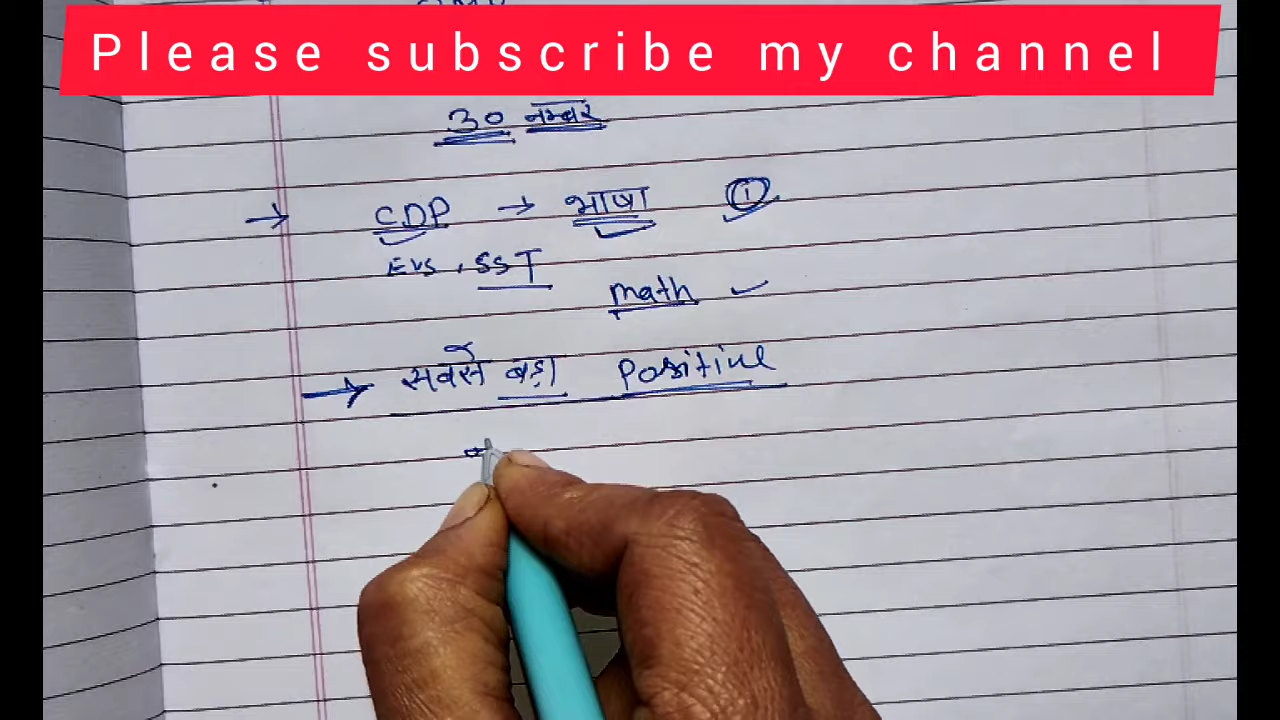 Please subscribe my channel
30 नम्बर
→ CDP → भाषा ①
EVS, SST
math ✓
→ सबसे बड़ा Positive